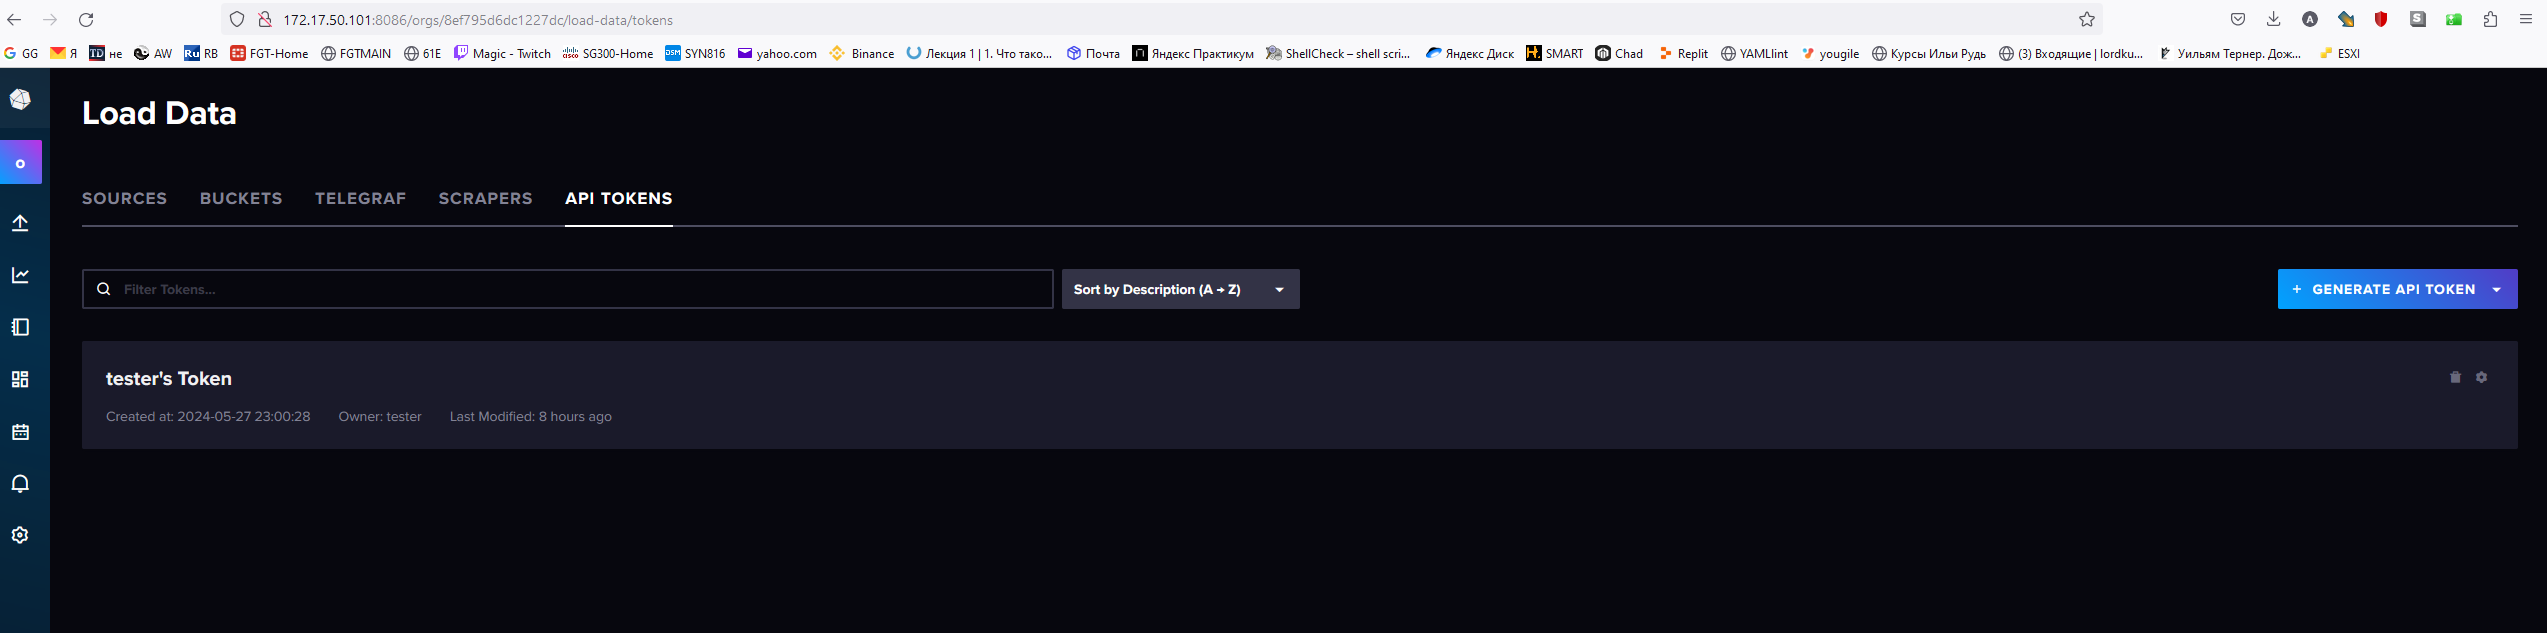 172.17.50.101:8086/orgs/8ef795d6dc1227dc/load-data/tokens
GG Я не AW RB FGT-Home FGTMAIN 61E Magic - Twitch SG300-Home SYN816 yahoo.com Binance Лекция 1 | 1. Что тако... Почта Яндекс Практикум ShellCheck – shell scri... Яндекс Диск SMART Chad Replit YAMLlint yougile Курсы Ильи Рудь (3) Входящие | lordku... Уильям Тернер. Дож... ESXI
Load Data
o
SOURCES BUCKETS TELEGRAF SCRAPERS API TOKENS
Filter Tokens... Sort by Description (A → Z) + GENERATE API TOKEN
tester's Token
Created at: 2024-05-27 23:00:28 Owner: tester Last Modified: 8 hours ago